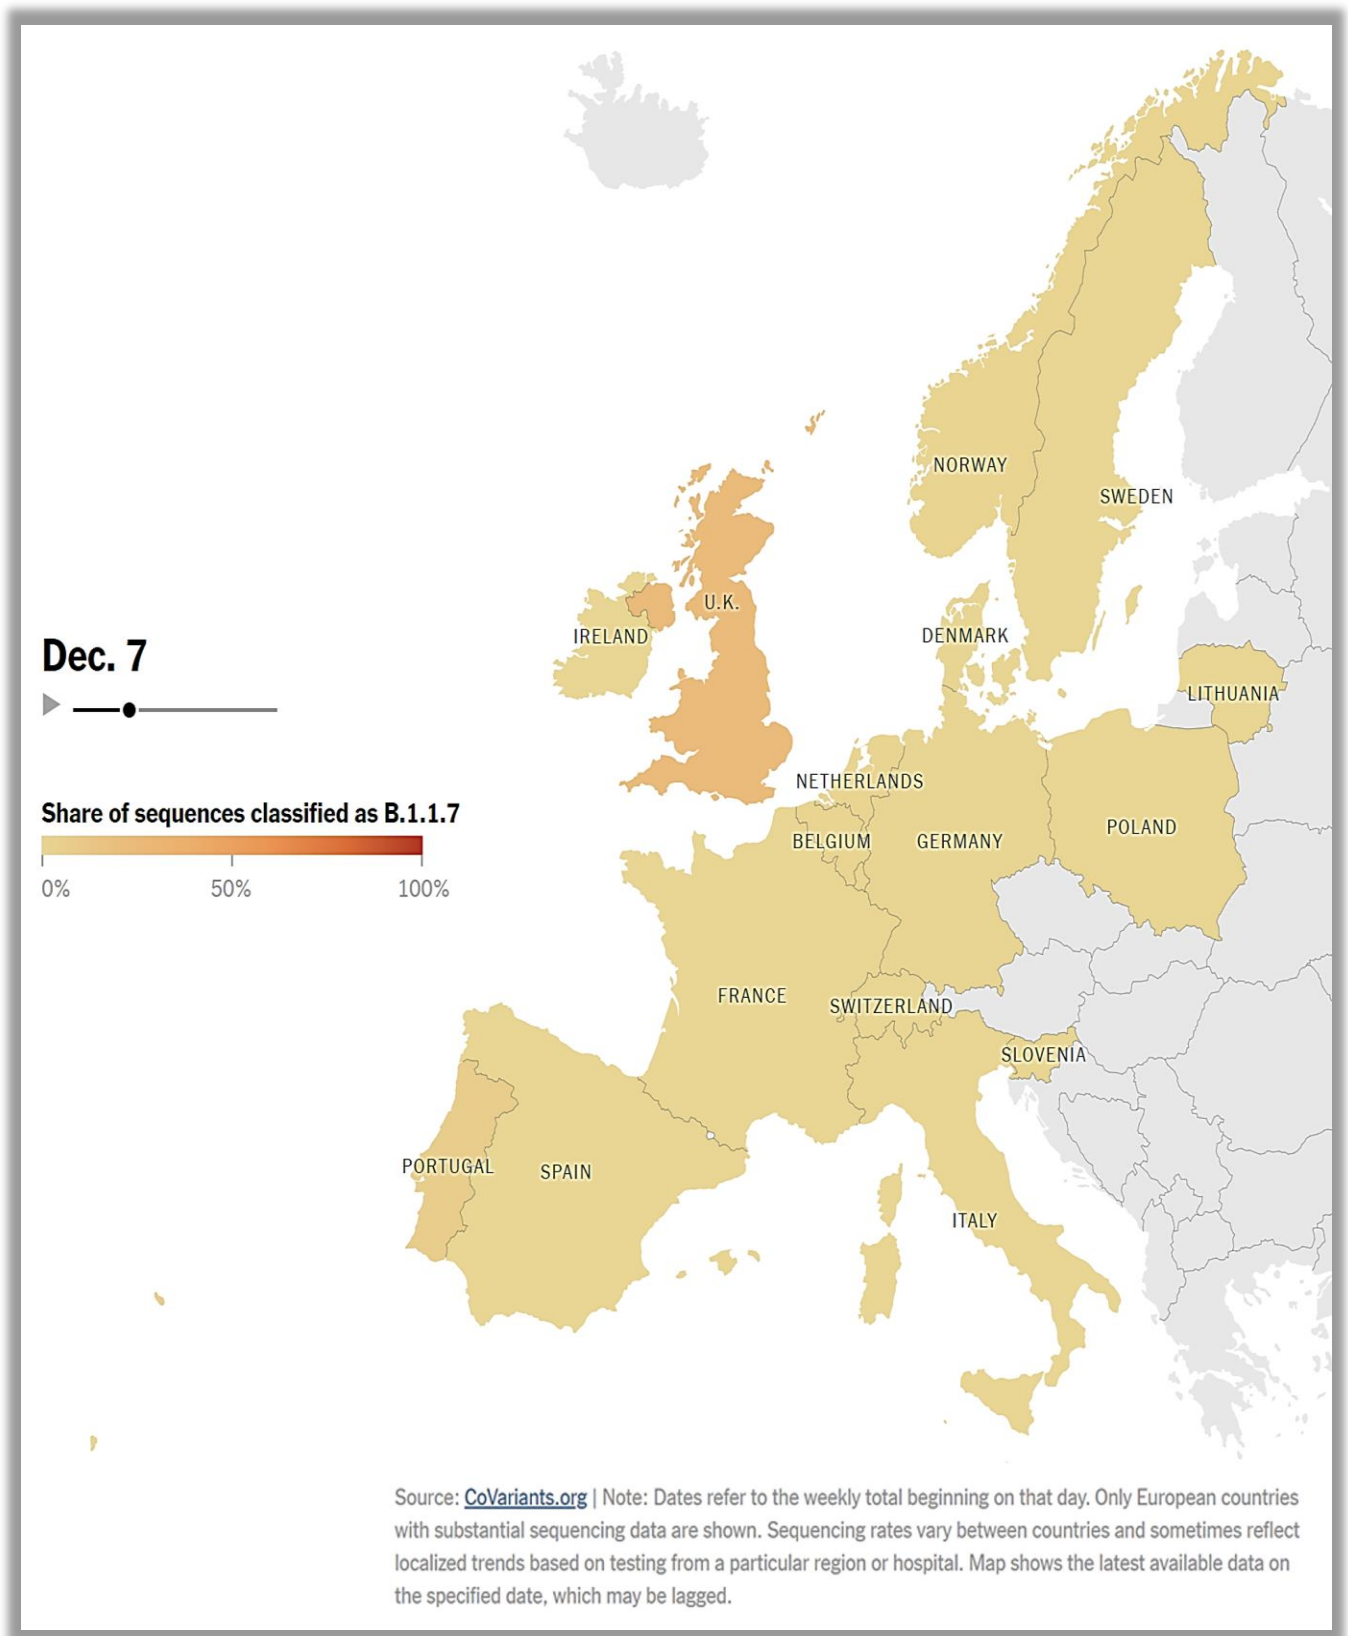 NORWAY
SWEDEN
U.K.
IRELAND
DENMARK
Dec. 7
LITHUANIA
NETHERLANDS
Share of sequences classified as B.1.1.7
BELGIUM
GERMANY
POLAND
0%
50%
100%
FRANCE
SWITZERLAND
SLOVENIA
PORTUGAL
SPAIN
ITALY
Source: CoVariants.org | Note: Dates refer to the weekly total beginning on that day. Only European countries
with substantial sequencing data are shown. Sequencing rates vary between countries and sometimes reflect
localized trends based on testing from a particular region or hospital. Map shows the latest available data on
the specified date, which may be lagged.